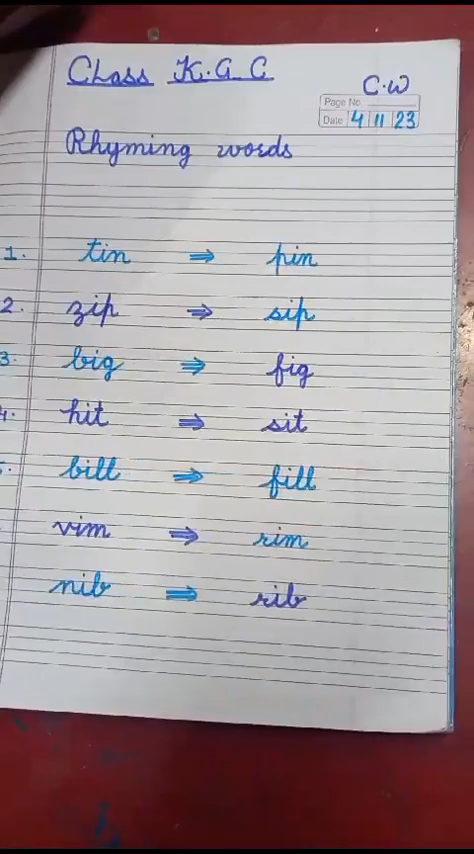 Class K.G C
C.W
Page No.
Date 4 11 23
Rhyming words
1. tin ⇒ pin
2. zip ⇒ sip
3. big ⇒ fig
4. hit ⇒ sit
bill ⇒ fill
vim ⇒ rim
nib ⇒ rib